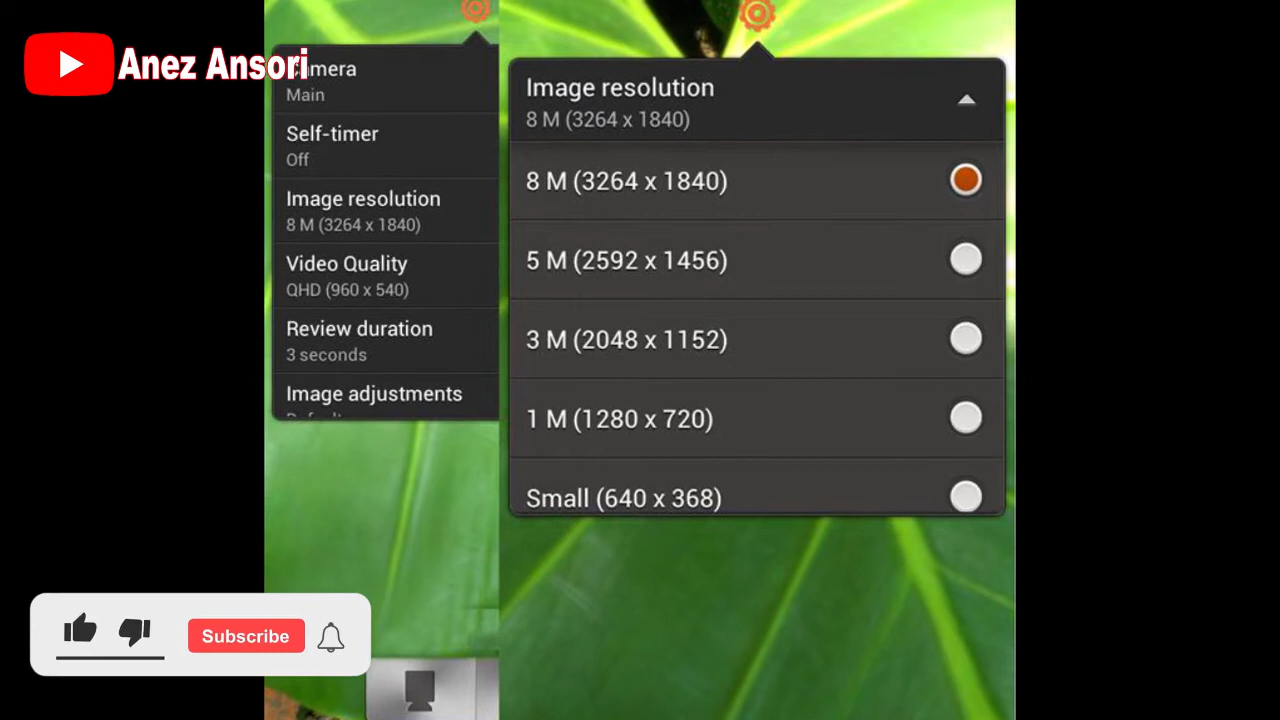 Anez Ansori
Camera
Main
Self-timer
Off
Image resolution
8 M (3264 x 1840)
Video Quality
QHD (960 x 540)
Review duration
3 seconds
Image adjustments
Default
Image resolution
8 M (3264 x 1840)
8 M (3264 x 1840)
5 M (2592 x 1456)
3 M (2048 x 1152)
1 M (1280 x 720)
Small (640 x 368)
Subscribe